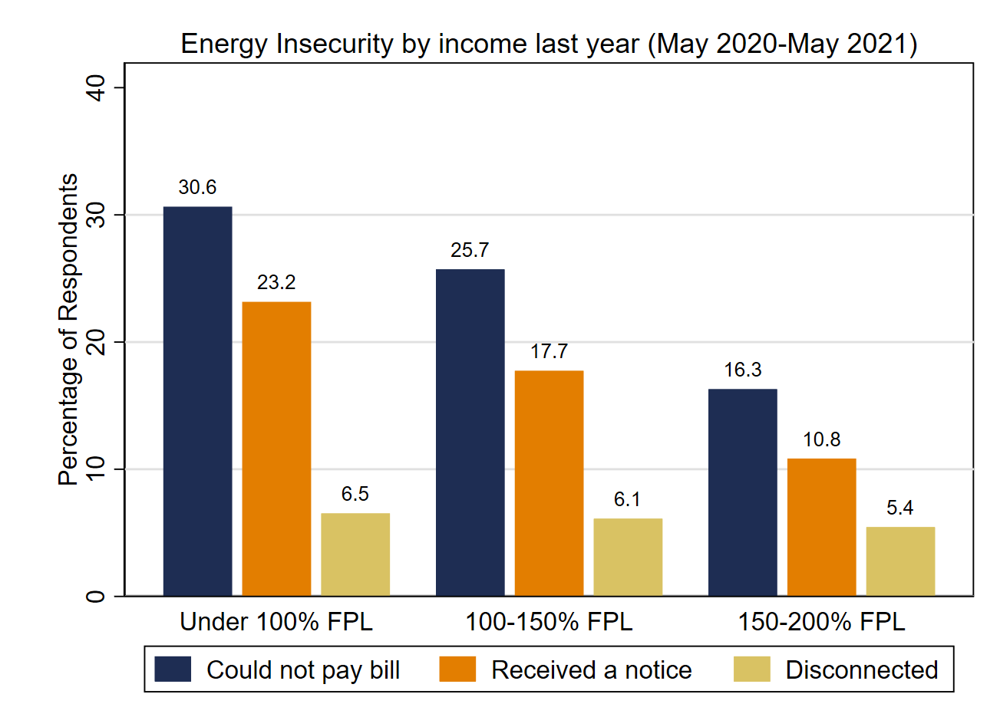 Energy Insecurity by income last year (May 2020-May 2021)
Percentage of Respondents
40
30
20
10
0
30.6
23.2
6.5
25.7
17.7
6.1
16.3
10.8
5.4
Under 100% FPL
100-150% FPL
150-200% FPL
Could not pay bill
Received a notice
Disconnected